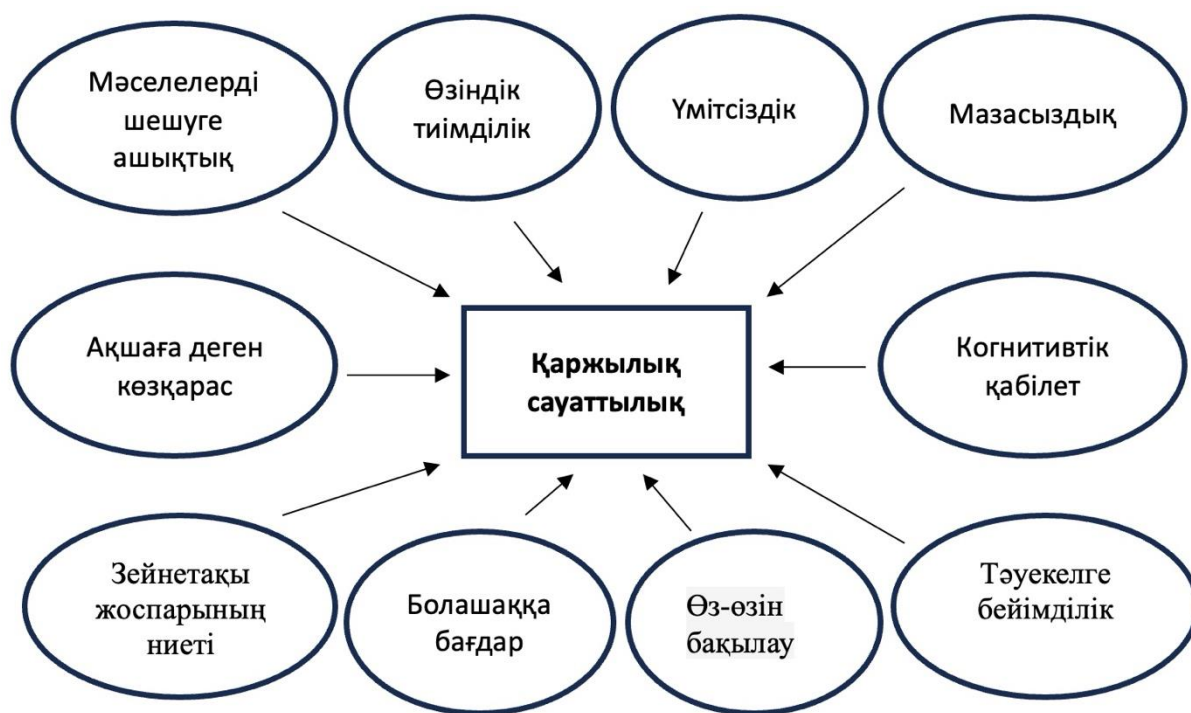 Мәселелерді
шешуге
ашықтық
Өзіндік
тиімділік
Үмітсіздік
Мазасыздық
Ақшаға деген
көзқарас
Қаржылық
сауаттылық
Когнитивтік
қабілет
Зейнетақы
жоспарының
ниеті
Болашаққа
бағдар
Өз-өзін
бақылау
Тәуекелге
бейімділік